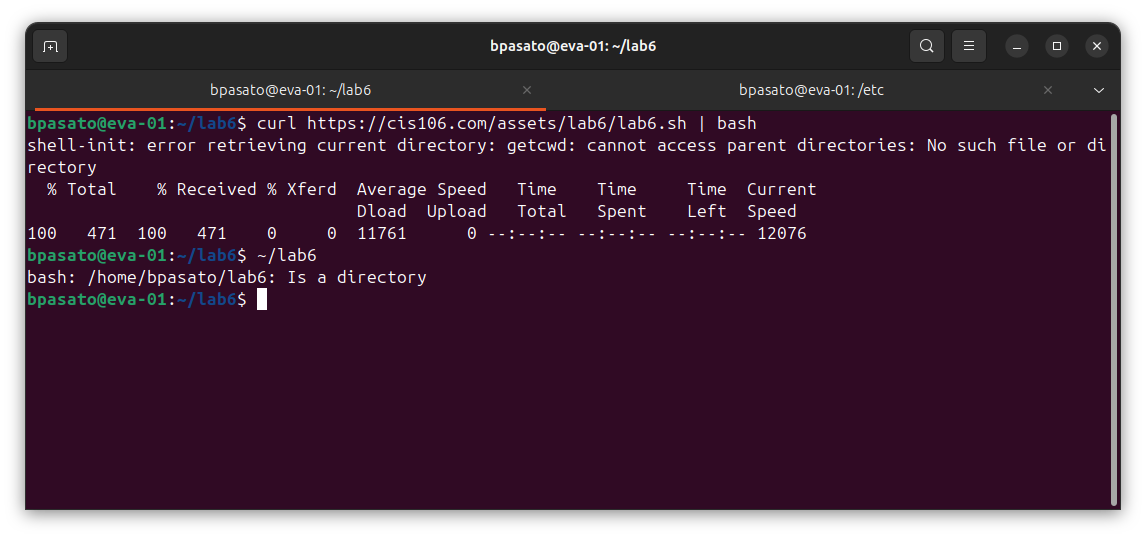 bpasato@eva-01: ~/lab6
bpasato@eva-01: ~/lab6
bpasato@eva-01: /etc
bpasato@eva-01:~/lab6$ curl https://cis106.com/assets/lab6/lab6.sh | bash
shell-init: error retrieving current directory: getcwd: cannot access parent directories: No such file or di
rectory
  % Total    % Received % Xferd  Average Speed   Time    Time     Time  Current
                                 Dload  Upload   Total   Spent    Left  Speed
100   471  100   471    0     0  11761      0 --:--:-- --:--:-- --:--:-- 12076
bpasato@eva-01:~/lab6$ ~/lab6
bash: /home/bpasato/lab6: Is a directory
bpasato@eva-01:~/lab6$